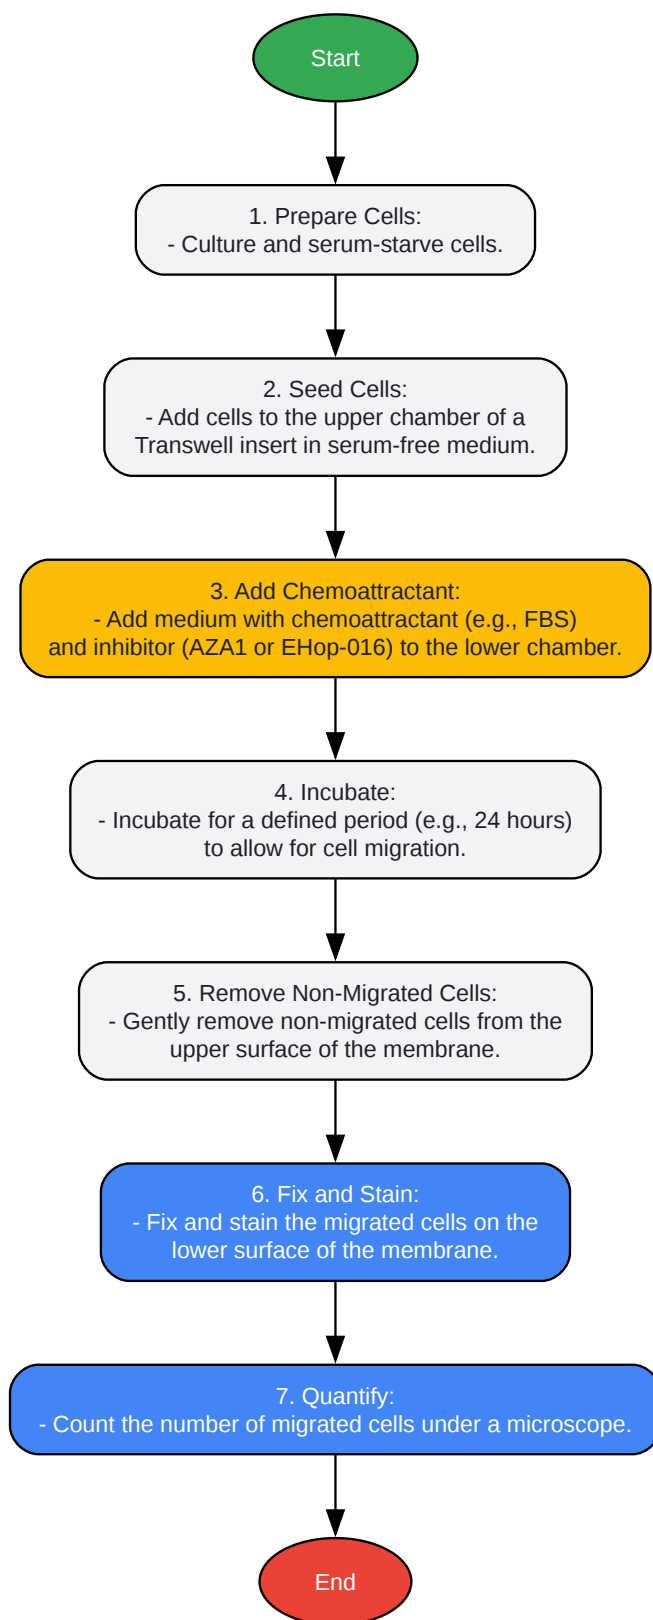 Start
1. Prepare Cells:
- Culture and serum-starve cells.
2. Seed Cells:
- Add cells to the upper chamber of a
Transwell insert in serum-free medium.
3. Add Chemoattractant:
- Add medium with chemoattractant (e.g., FBS)
and inhibitor (AZA1 or EHop-016) to the lower chamber.
4. Incubate:
- Incubate for a defined period (e.g., 24 hours)
to allow for cell migration.
5. Remove Non-Migrated Cells:
- Gently remove non-migrated cells from the
upper surface of the membrane.
6. Fix and Stain:
- Fix and stain the migrated cells on the
lower surface of the membrane.
7. Quantify:
- Count the number of migrated cells under a microscope.
End